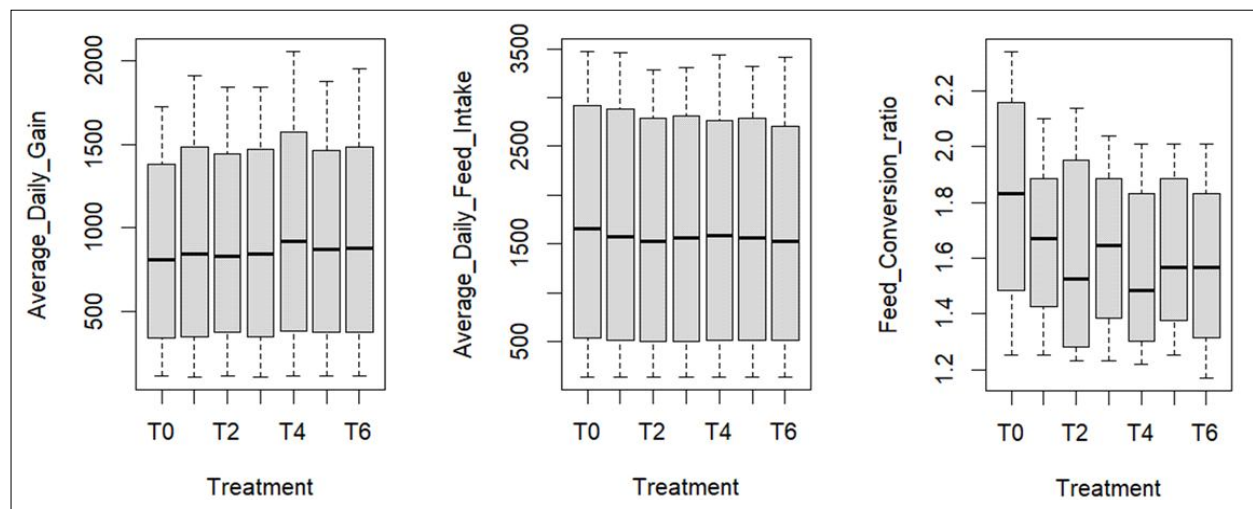 Average_Daily_Gain
2000
1500
1000
500
T0 T2 T4 T6
Treatment
Average_Daily_Feed_Intake
3500
2500
1500
500
T0 T2 T4 T6
Treatment
Feed_Conversion_ratio
2.2
2.0
1.8
1.6
1.4
1.2
T0 T2 T4 T6
Treatment